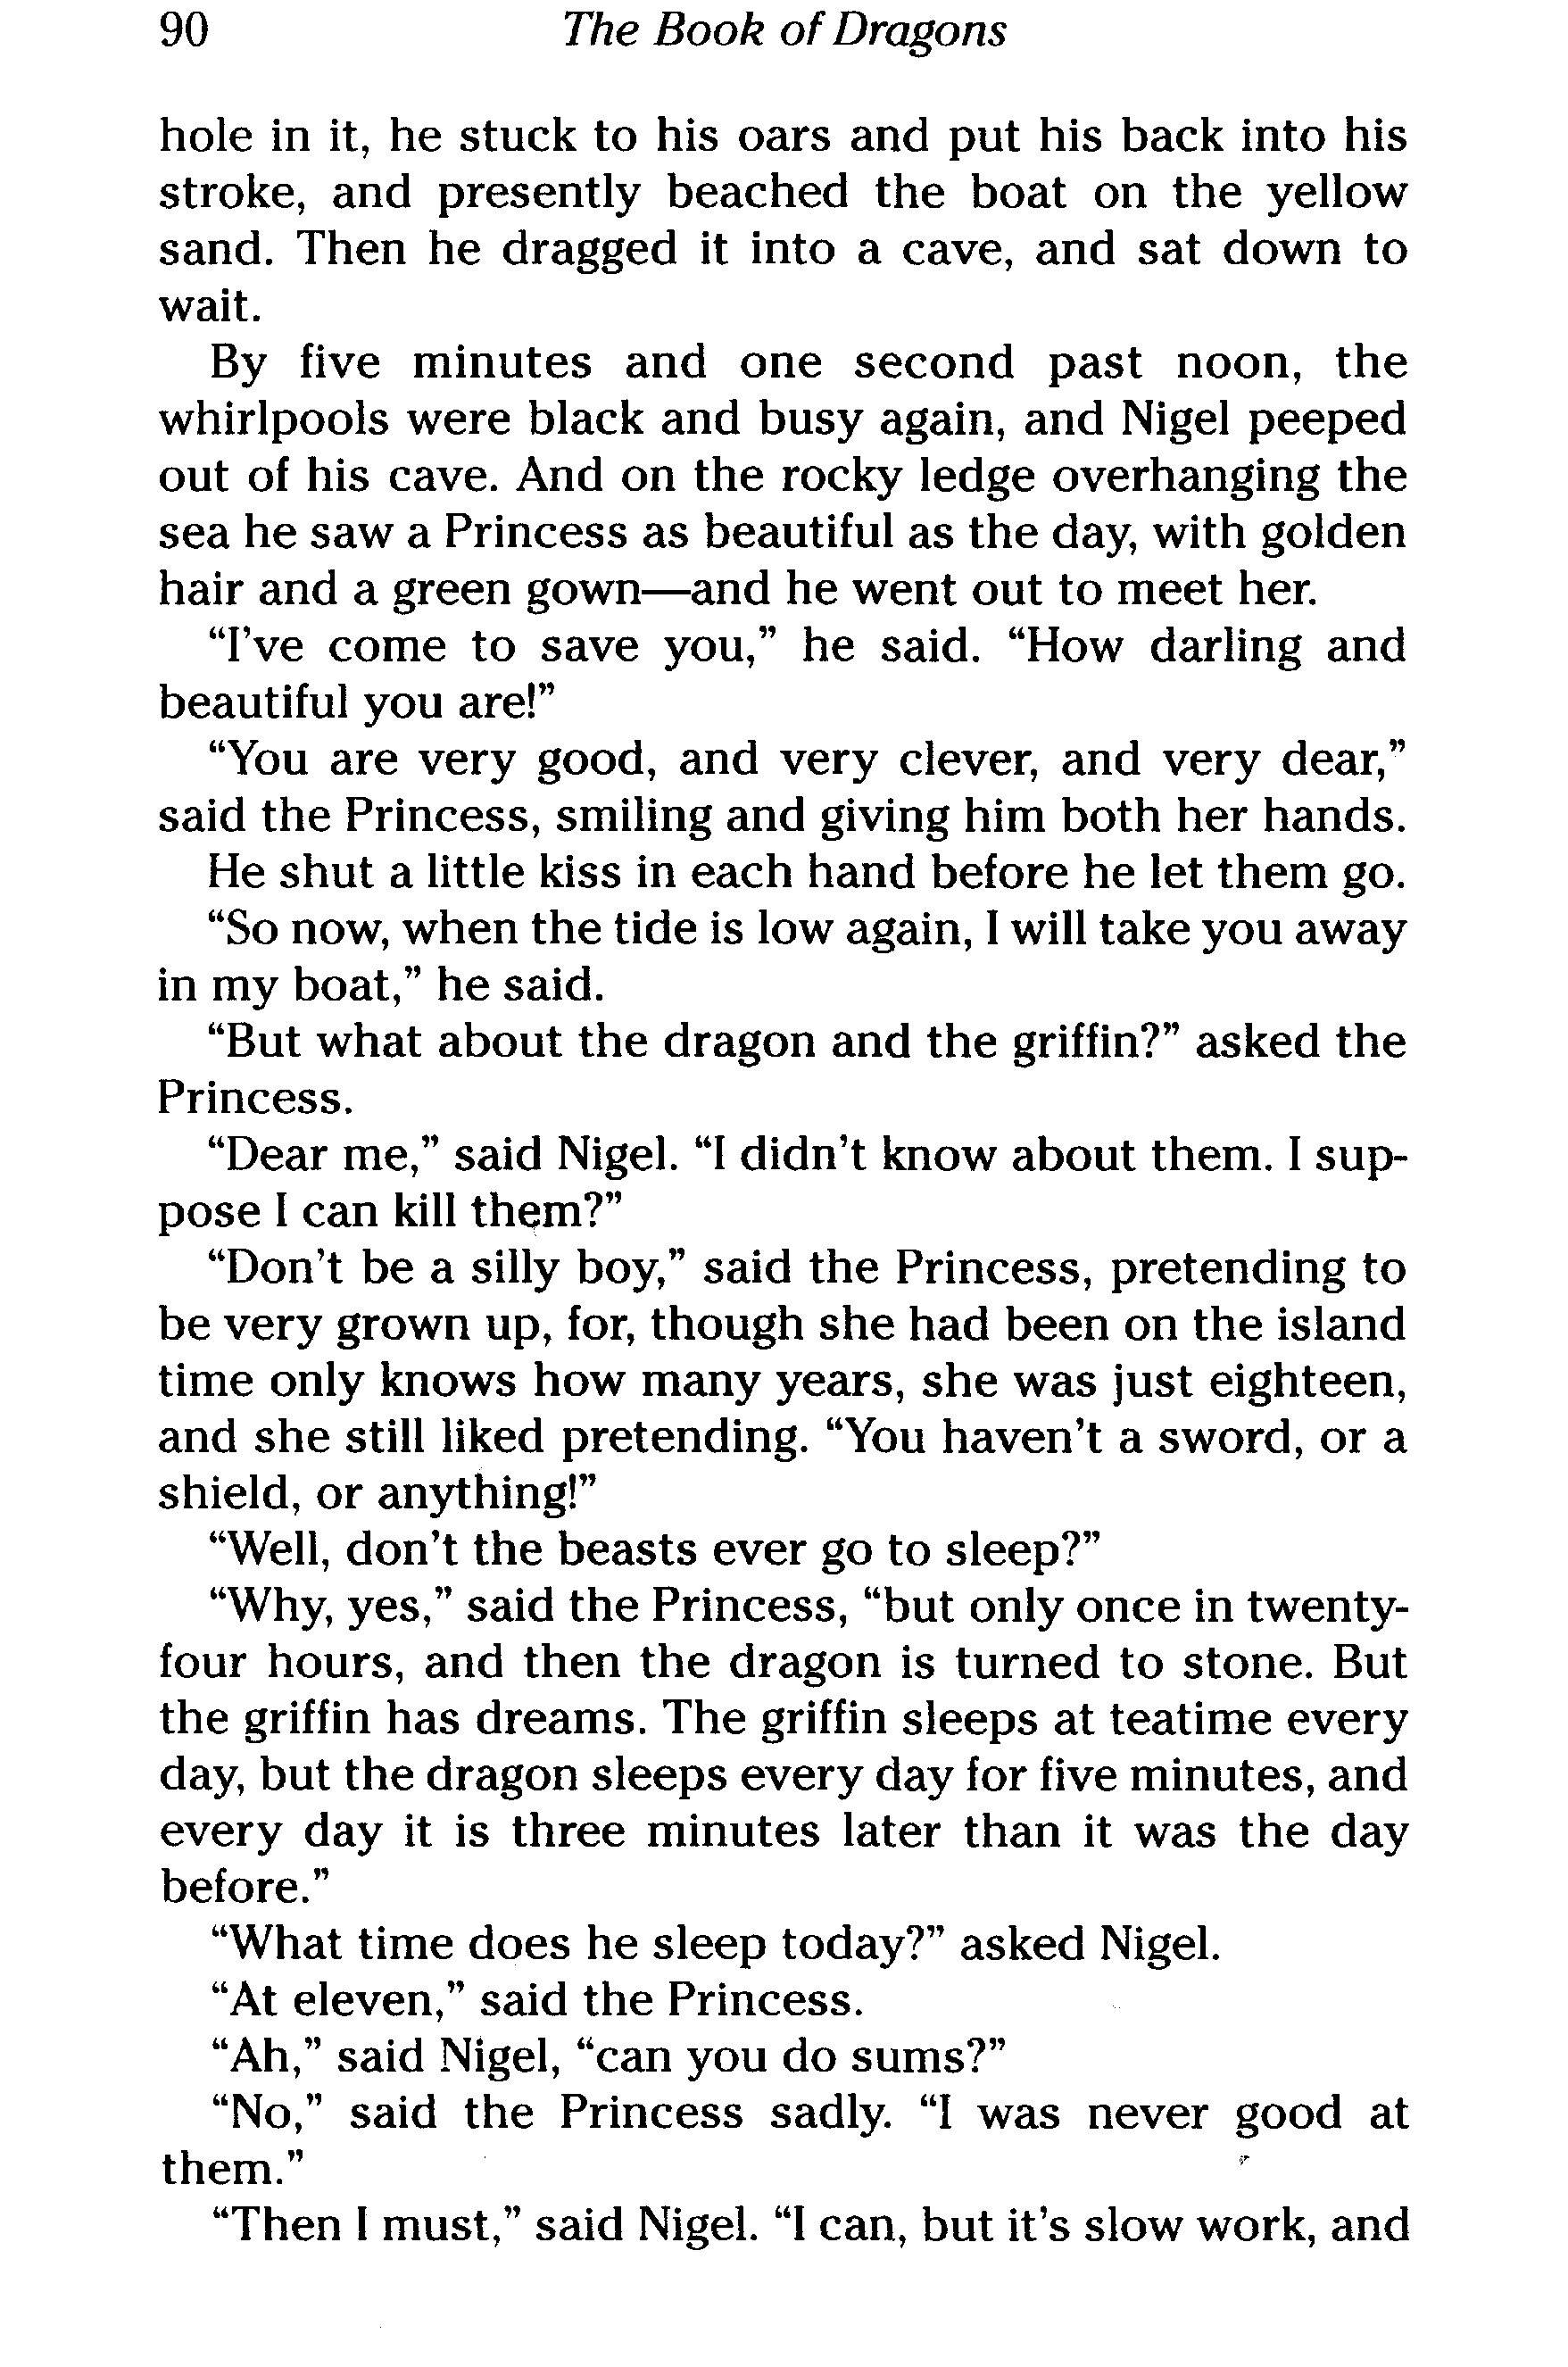 90 The Book of Dragons
hole in it, he stuck to his oars and put his back into his
stroke, and presently beached the boat on the yellow
sand. Then he dragged it into a cave, and sat down to
wait.
By five minutes and one second past noon, the
whirlpools were black and busy again, and Nigel peeped
out of his cave. And on the rocky ledge overhanging the
sea he saw a Princess as beautiful as the day, with golden
hair and a green gown—and he went out to meet her.
“I’ve come to save you,” he said. “How darling and
beautiful you are!”
“You are very good, and very clever, and very dear,”
said the Princess, smiling and giving him both her hands.
He shut a little kiss in each hand before he let them go.
“So now, when the tide is low again, I will take you away
in my boat,” he said.
“But what about the dragon and the griffin?” asked the
Princess.
“Dear me,” said Nigel. “I didn’t know about them. I sup-
pose I can kill them?”
“Don’t be a silly boy,” said the Princess, pretending to
be very grown up, for, though she had been on the island
time only knows how many years, she was just eighteen,
and she still liked pretending. “You haven’t a sword, or a
shield, or anything!”
“Well, don’t the beasts ever go to sleep?”
“Why, yes,” said the Princess, “but only once in twenty-
four hours, and then the dragon is turned to stone. But
the griffin has dreams. The griffin sleeps at teatime every
day, but the dragon sleeps every day for five minutes, and
every day it is three minutes later than it was the day
before.”
“What time does he sleep today?” asked Nigel.
“At eleven,” said the Princess.
“Ah,” said Nigel, “can you do sums?”
“No,” said the Princess sadly. “I was never good at
them.”
“Then I must,” said Nigel. “I can, but it’s slow work, and